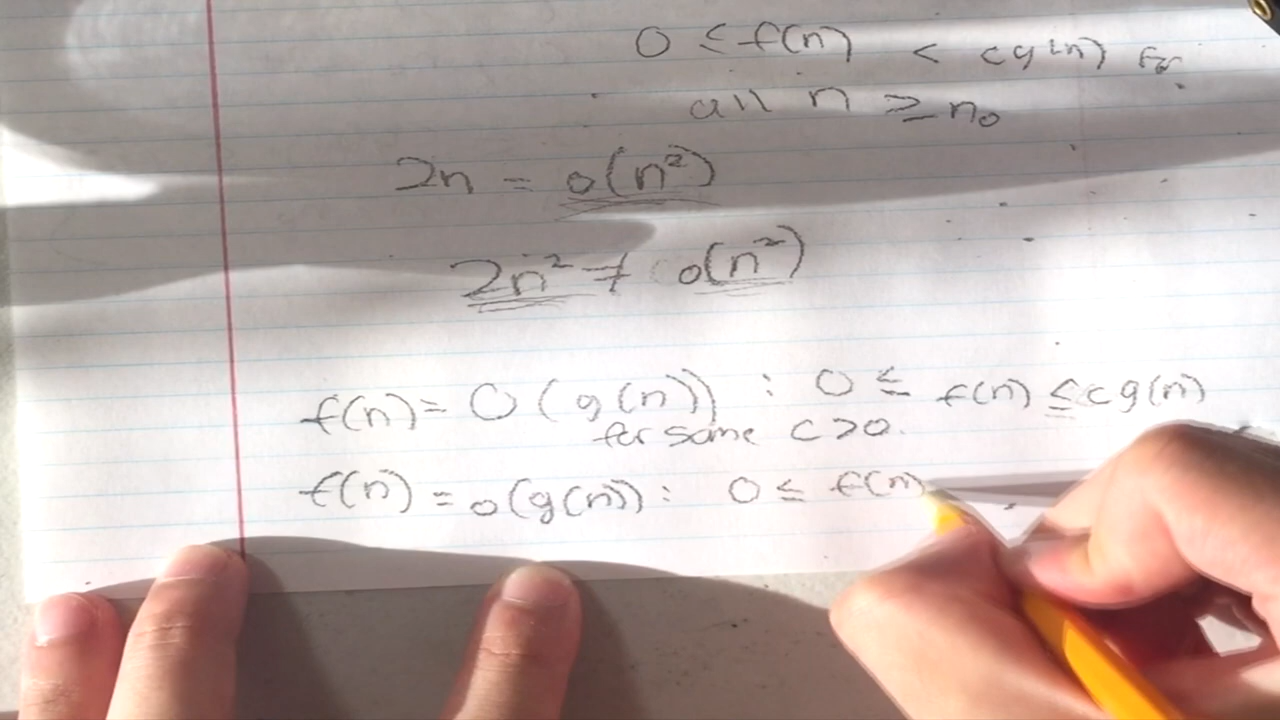 0 ≤ f(n) < cg(n) for
all n ≥ n₀
2n = o(n²)
2n² ≠ o(n²)
f(n) = O(g(n)) : 0 ≤ f(n) ≤ cg(n)
for some c>0.
f(n) = o(g(n)) : 0 ≤ f(n)